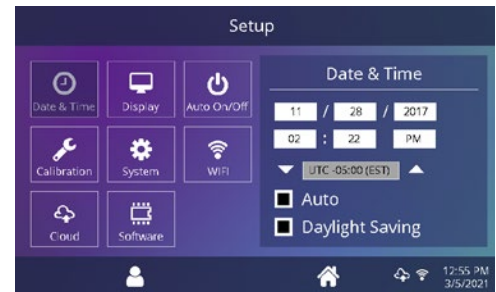 Setup
Date & Time
Display
Auto On/Off
Calibration
System
WIFI
Cloud
Software
Date & Time
11 / 28 / 2017
02 : 22 PM
UTC -05:00 (EST)
Auto
Daylight Saving
12:55 PM
3/5/2021